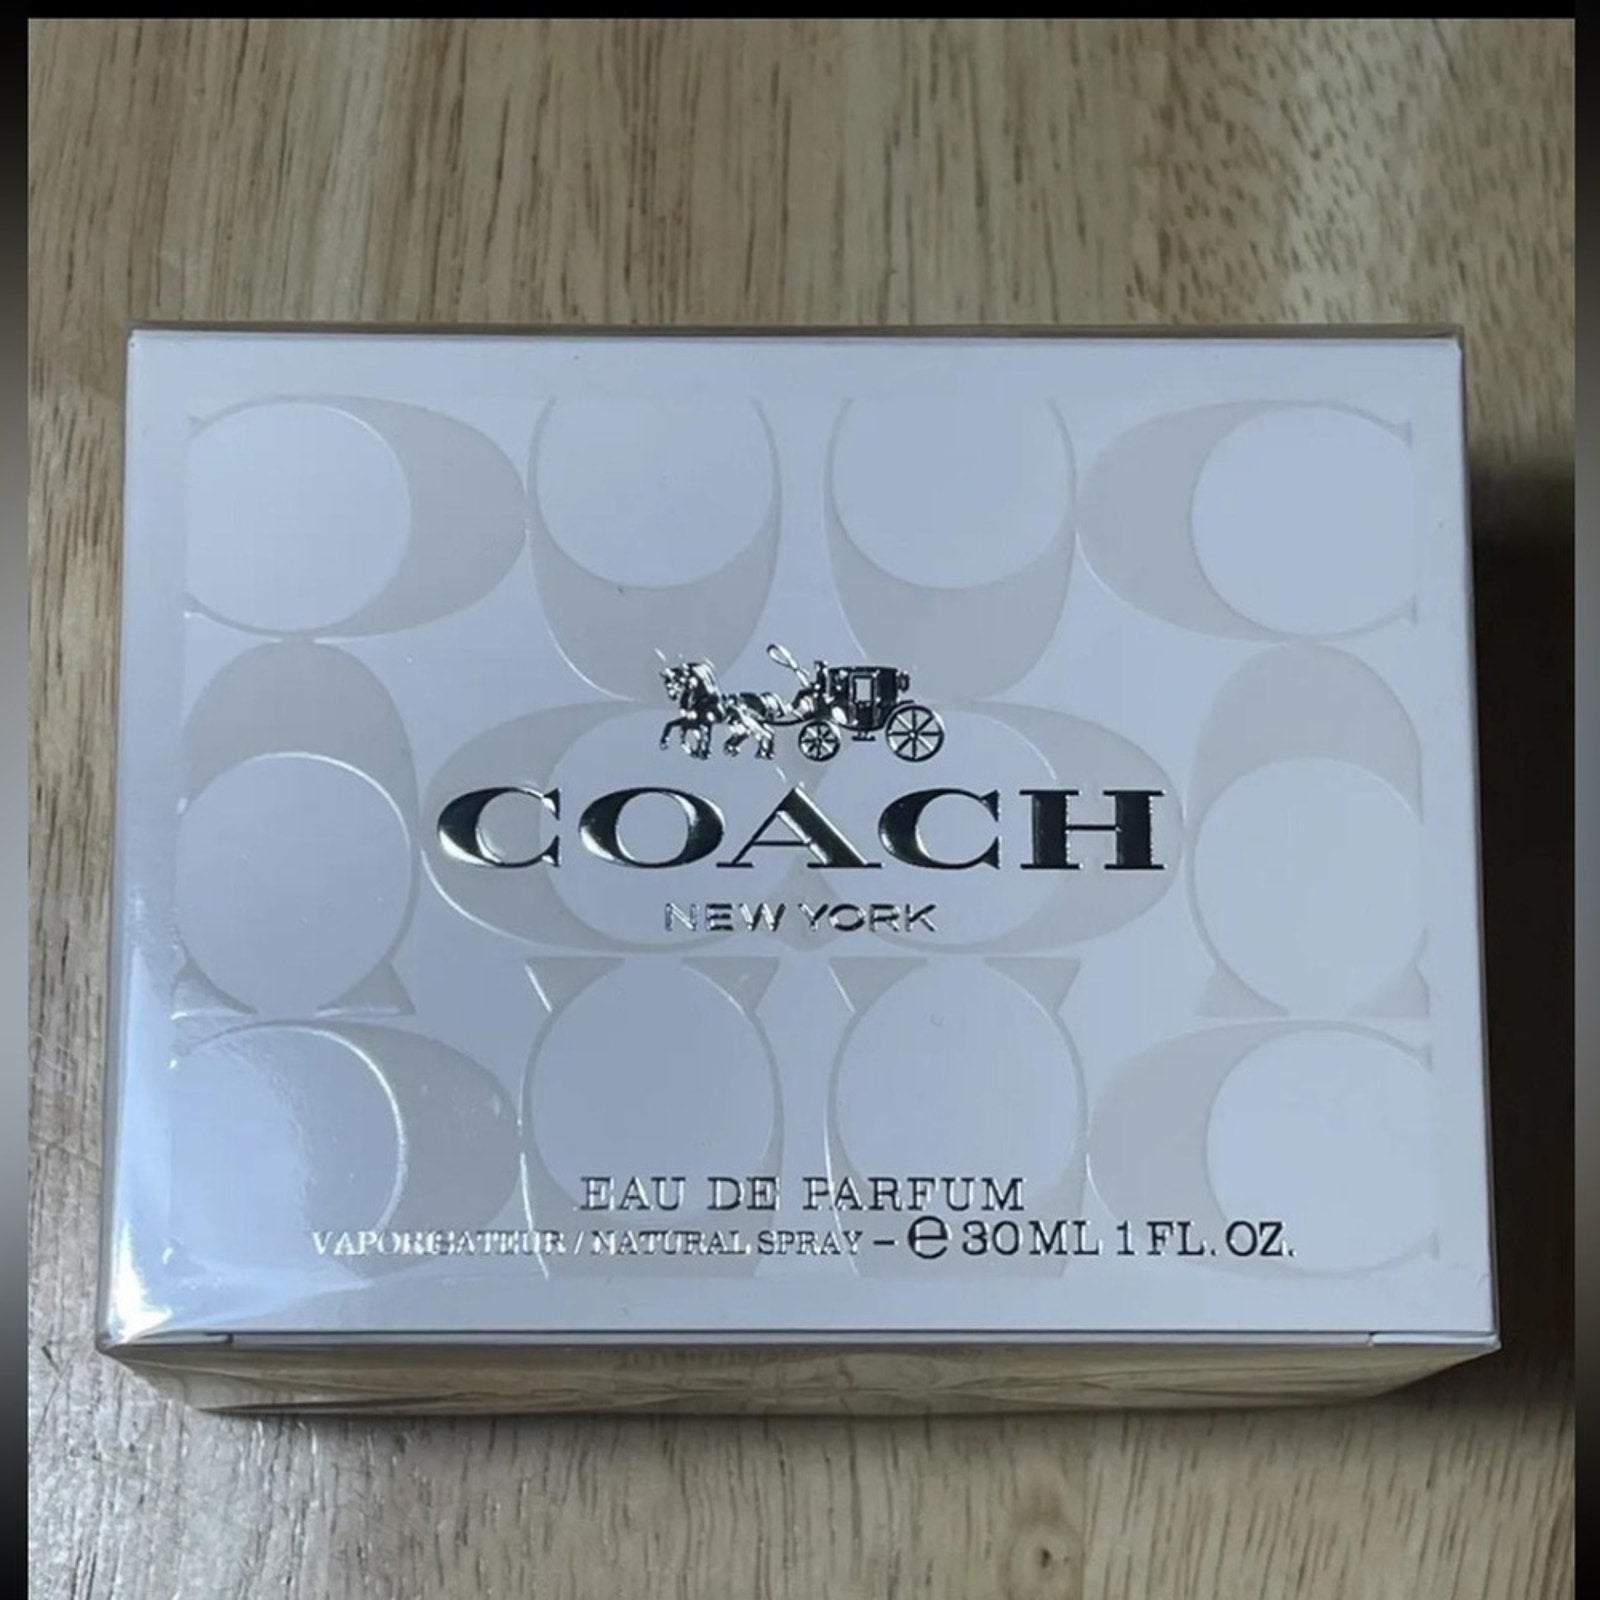 COACH
NEW YORK
EAU DE PARFUM
VAPORISATEUR / NATURAL SPRAY – ℮ 30 ML 1 FL. OZ.